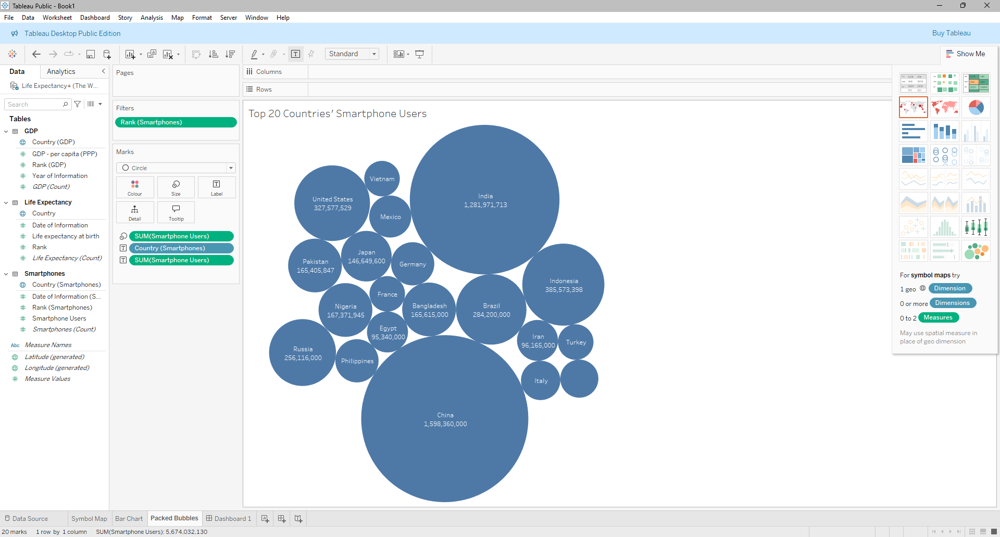 Tableau Public - Book1
File Data Worksheet Dashboard Story Analysis Map Format Server Window Help
Tableau Desktop Public Edition
Buy Tableau
Standard
Show Me
Data
Analytics
Life Expectancy+ (The W...
Search
Tables
GDP
Country (GDP)
GDP - per capita (PPP)
Rank (GDP)
Year of Information
GDP (Count)
Life Expectancy
Country
Date of Information
Life expectancy at birth
Rank
Life Expectancy (Count)
Smartphones
Country (Smartphones)
Date of Information (S...
Rank (Smartphones)
Smartphone Users
Smartphones (Count)
Abc Measure Names
Latitude (generated)
Longitude (generated)
Measure Values
Pages
Filters
Rank (Smartphones)
Marks
Circle
Colour
Size
Label
Detail
Tooltip
SUM(Smartphone Users)
Country (Smartphones)
SUM(Smartphone Users)
Columns
Rows
Top 20 Countries' Smartphone Users
Vietnam
United States
327,577,529
India
1,281,971,713
Mexico
Japan
146,649,600
Pakistan
165,405,847
Germany
Indonesia
385,573,398
France
Nigeria
167,371,945
Bangladesh
165,615,000
Brazil
284,200,000
Egypt
95,340,000
Iran
96,165,000
Turkey
Russia
256,116,000
Philippines
Italy
China
1,598,360,000
For symbol maps try
1 geo Dimension
0 or more Dimensions
0 to 2 Measures
May use spatial measure in
place of geo dimension
Data Source
Symbol Map
Bar Chart
Packed Bubbles
Dashboard 1
20 marks 1 row by 1 column SUM(Smartphone Users): 5,674,032,130